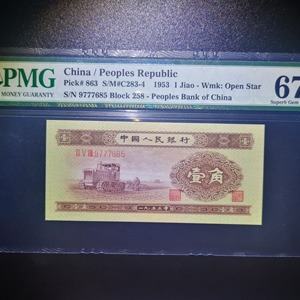 PMG
MONEY GUARANTY
China / Peoples Republic
Pick# 863 S/M#C283-4 1953 1 Jiao - Wmk: Open Star
S/N 9777685 Block 258 - Peoples Bank of China
67
Superb Gem
中国人民银行
9777685
壹角